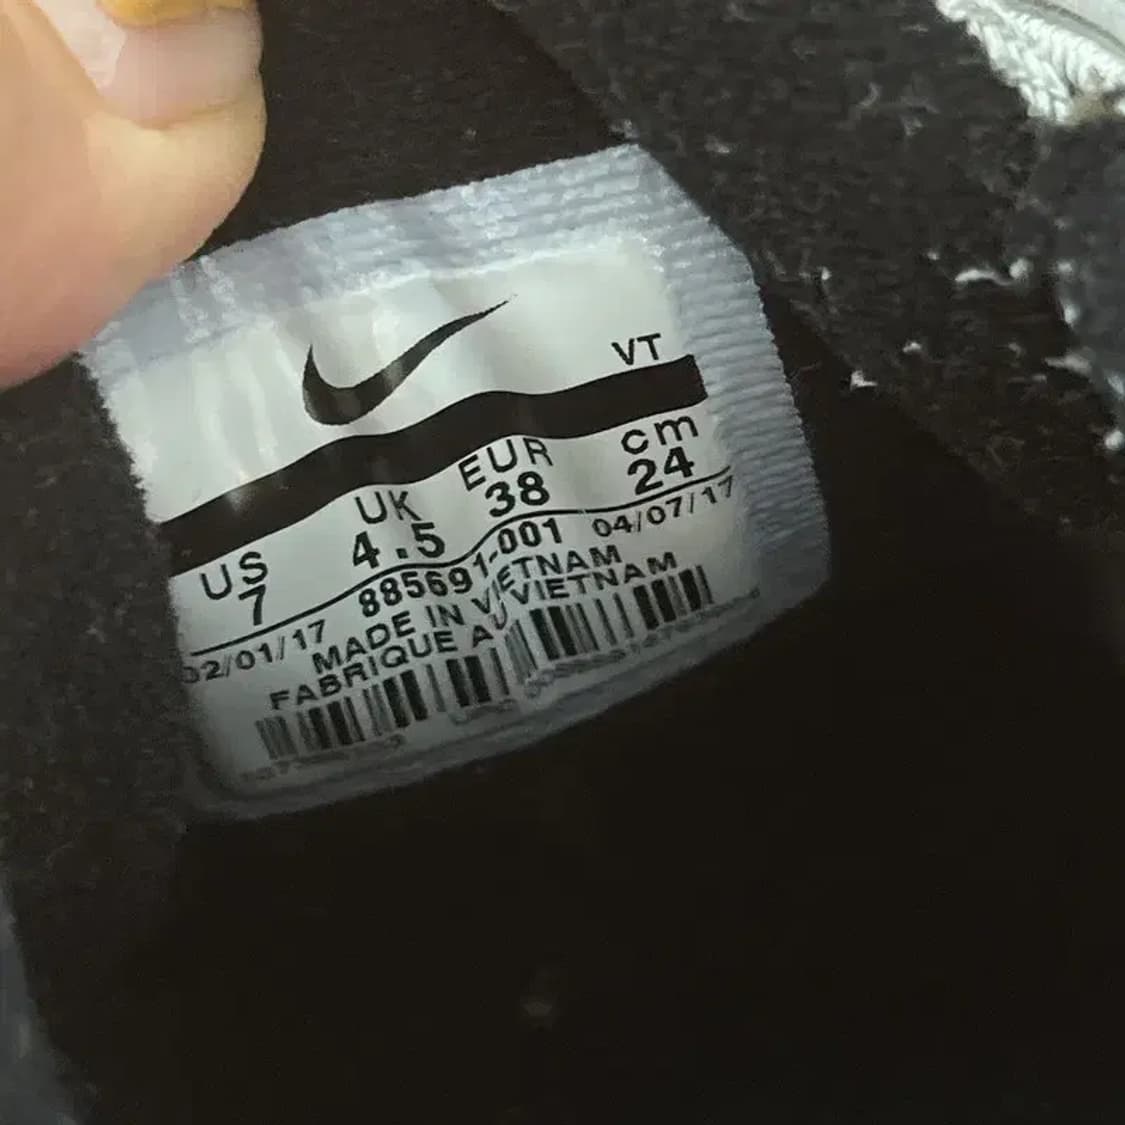 VT
US UK EUR cm
7 4.5 38 24
02/01/17 885691-001 04/07/17
MADE IN VIETNAM
FABRIQUE AU VIETNAM